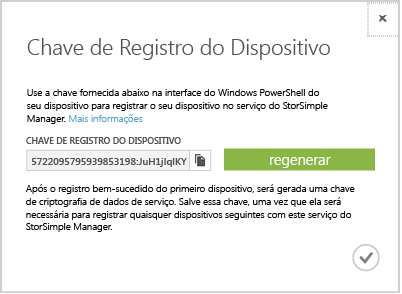 Chave de Registro do Dispositivo
Use a chave fornecida abaixo na interface do Windows PowerShell do
seu dispositivo para registrar o seu dispositivo no serviço do StorSimple
Manager. Mais informações
CHAVE DE REGISTRO DO DISPOSITIVO
5722095795939853198:JuH1jlqlKY
regenerar
Após o registro bem-sucedido do primeiro dispositivo, será gerada uma chave
de criptografia de dados de serviço. Salve essa chave, uma vez que ela será
necessária para registrar quaisquer dispositivos seguintes com este serviço do
StorSimple Manager.